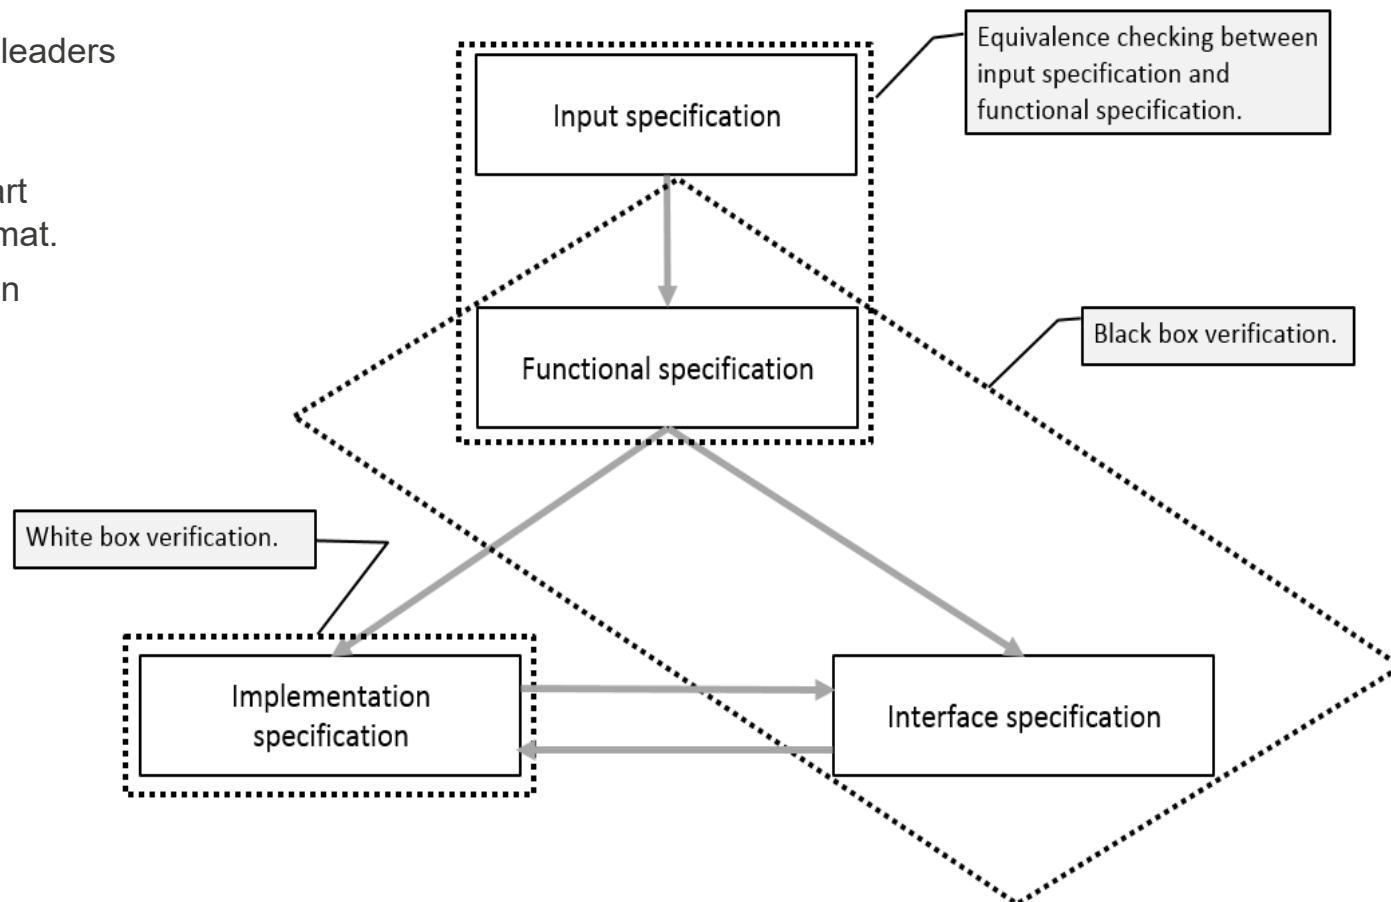 leaders
art
mat.
n
Equivalence checking between
input specification and
functional specification.
Input specification
Black box verification.
Functional specification
White box verification.
Implementation
specification
Interface specification